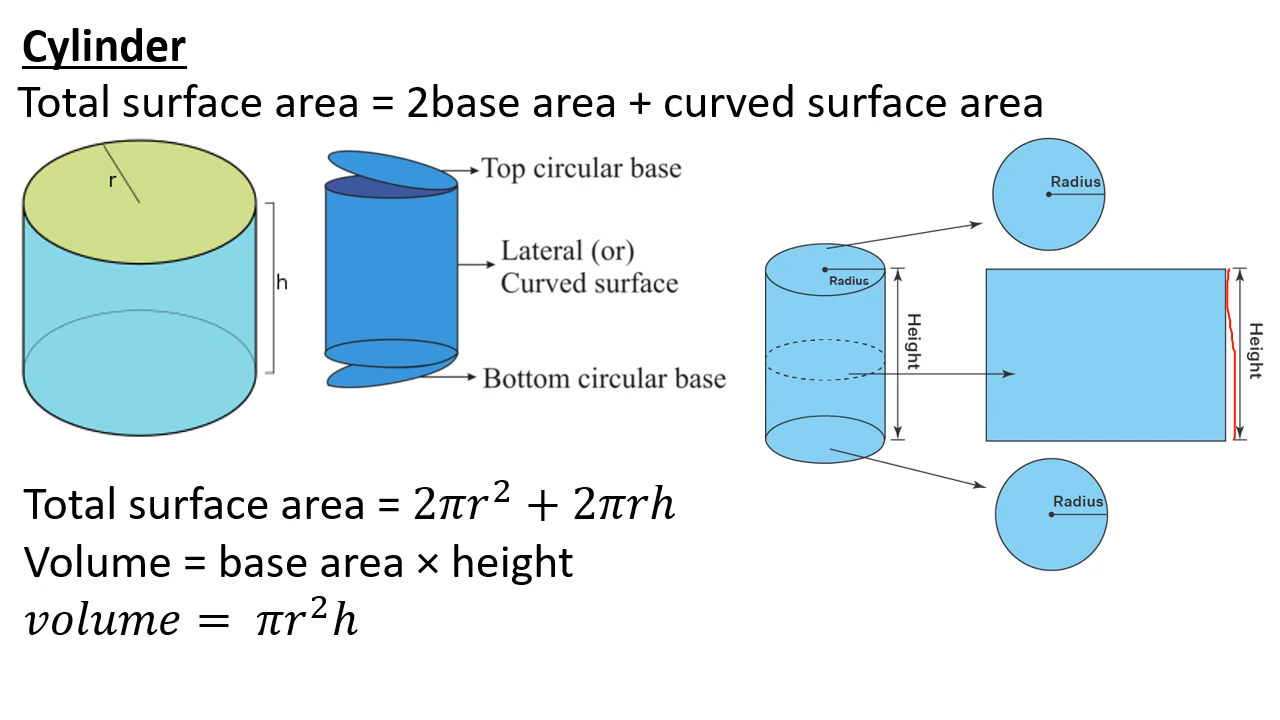 Cylinder
Total surface area = 2base area + curved surface area
r
h
Top circular base
Lateral (or)
Curved surface
Bottom circular base
Radius
Height
Radius
Height
Radius
Total surface area = 2𝜋𝑟² + 2𝜋𝑟ℎ
Volume = base area × height
𝑣𝑜𝑙𝑢𝑚𝑒 = 𝜋𝑟²ℎ